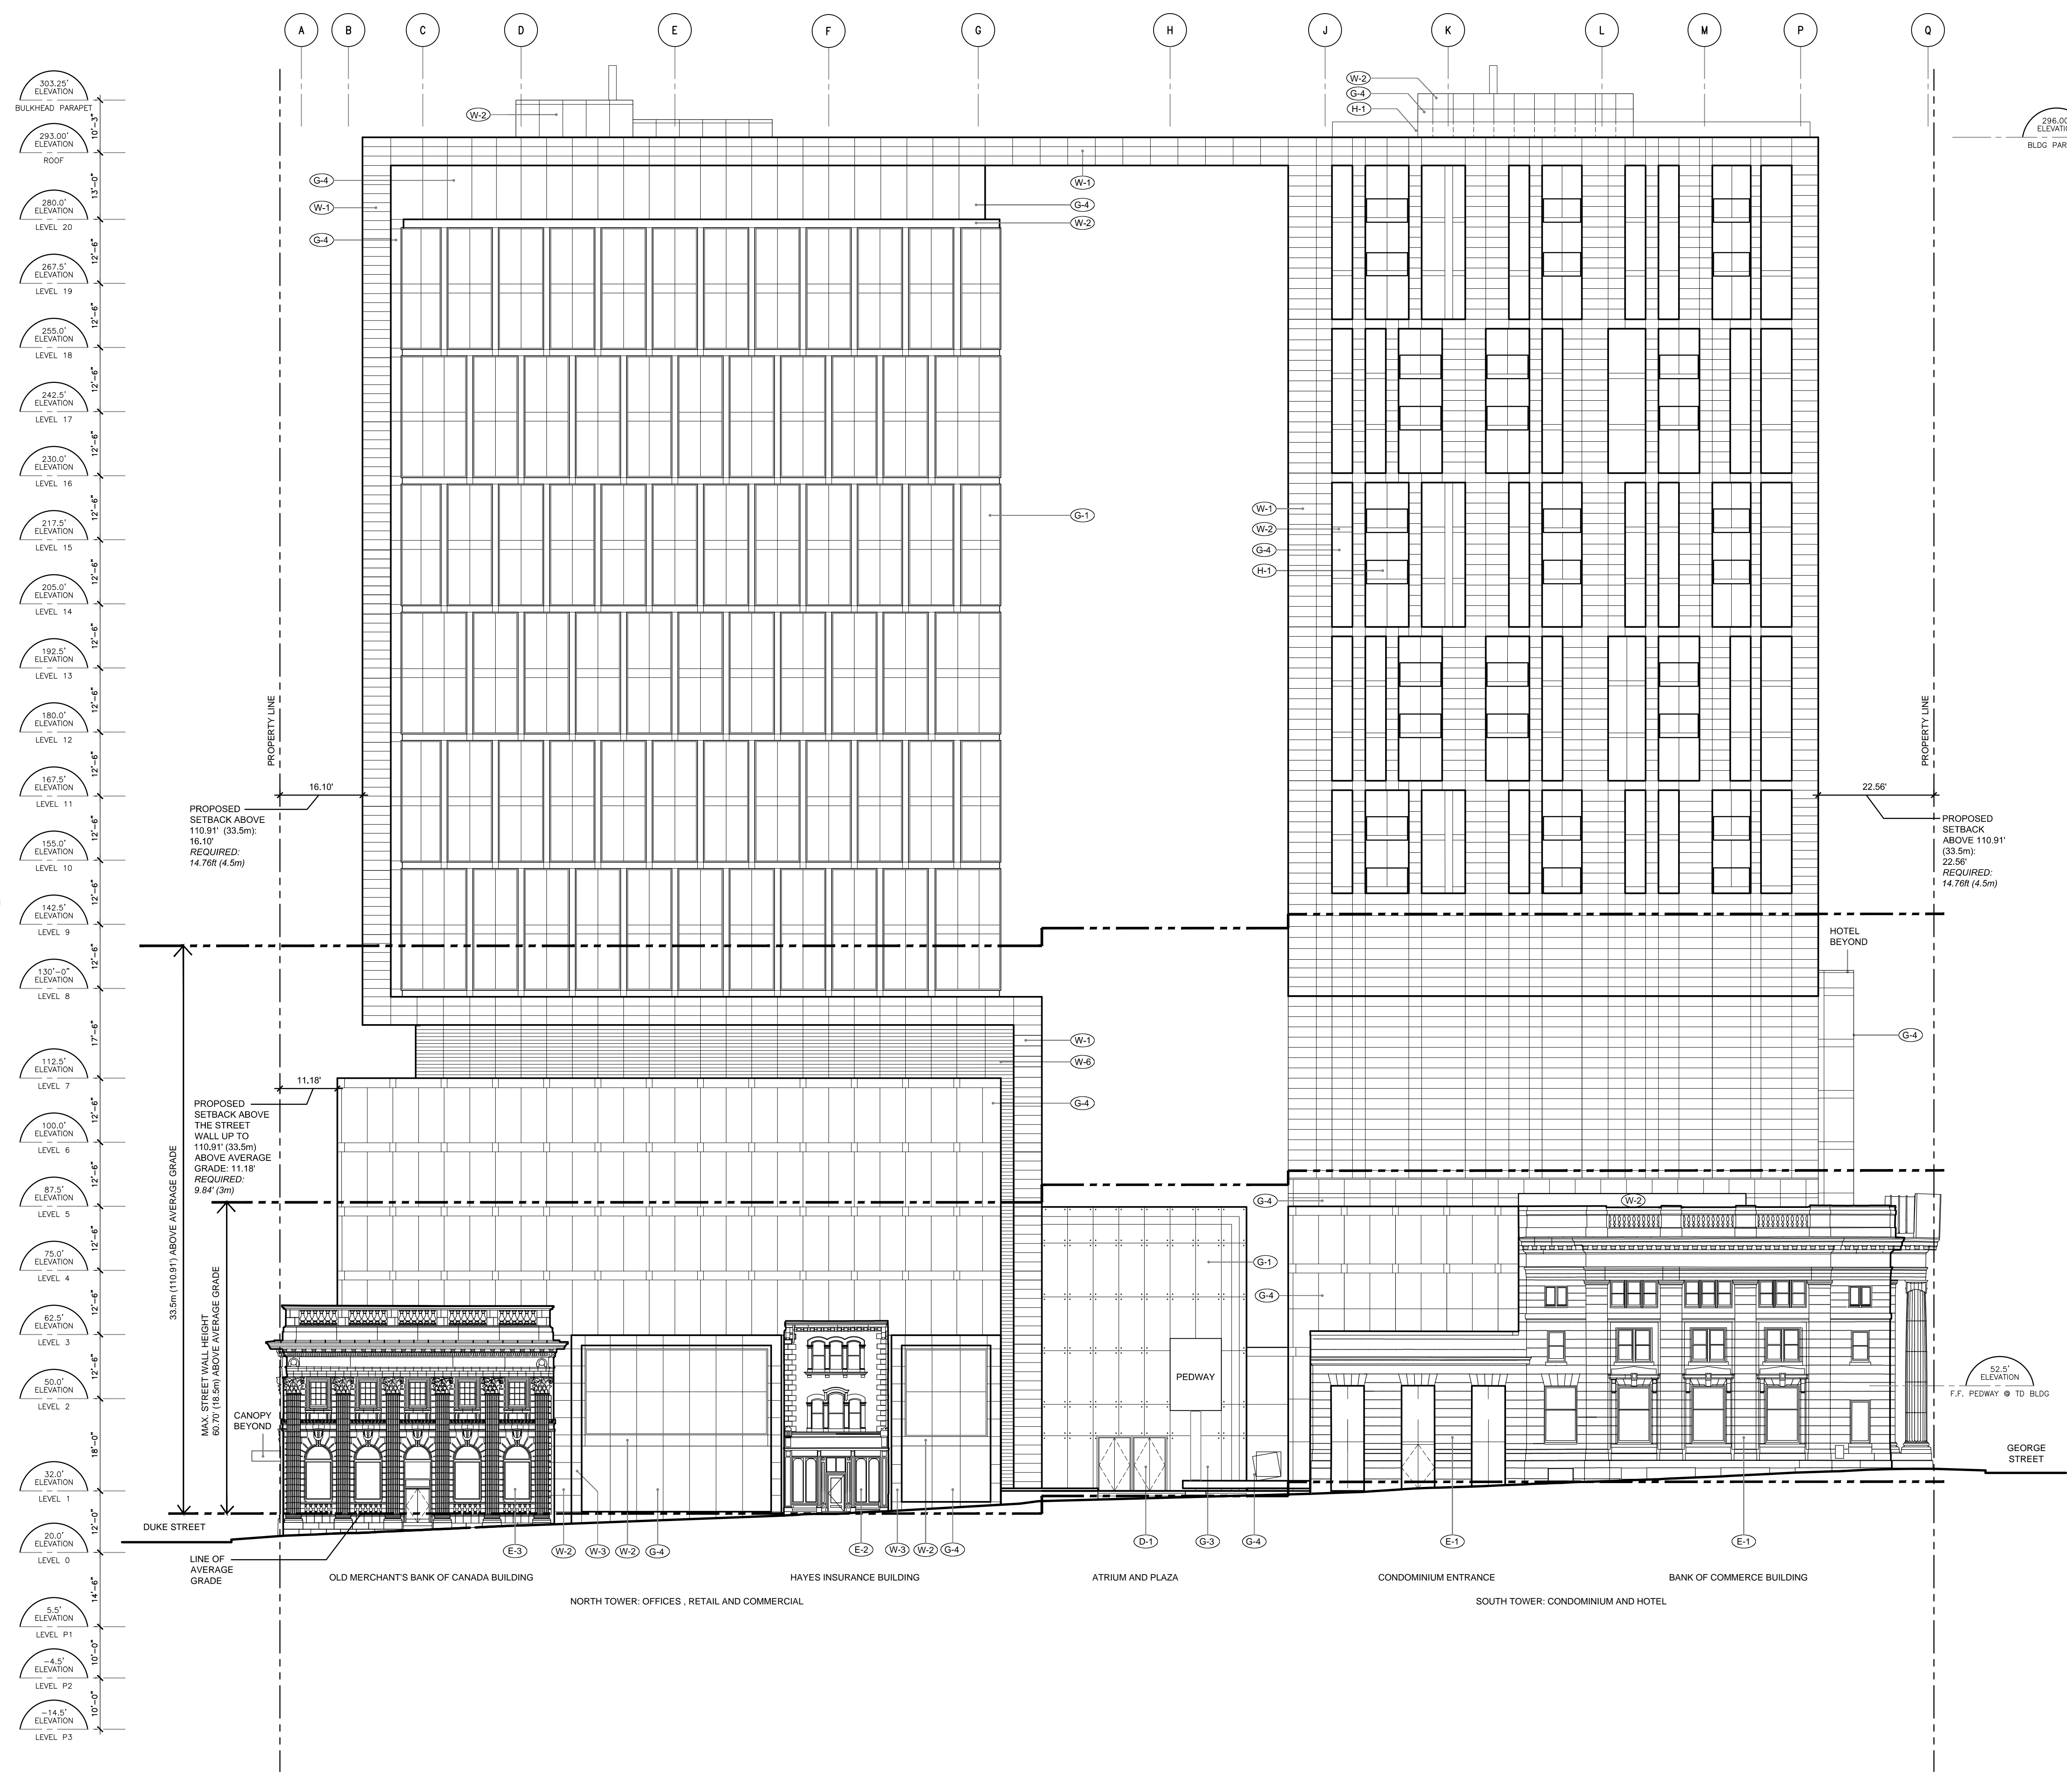 A B C D E F G H J K L M P Q
303.25'
ELEVATION
BULKHEAD PARAPET
10'-3"
293.00'
ELEVATION
ROOF
13'-0"
280.0'
ELEVATION
LEVEL 20
12'-6"
267.5'
ELEVATION
LEVEL 19
12'-6"
255.0'
ELEVATION
LEVEL 18
12'-6"
242.5'
ELEVATION
LEVEL 17
12'-6"
230.0'
ELEVATION
LEVEL 16
12'-6"
217.5'
ELEVATION
LEVEL 15
12'-6"
205.0'
ELEVATION
LEVEL 14
12'-6"
192.5'
ELEVATION
LEVEL 13
12'-6"
180.0'
ELEVATION
LEVEL 12
12'-6"
167.5'
ELEVATION
LEVEL 11
12'-6"
155.0'
ELEVATION
LEVEL 10
12'-6"
142.5'
ELEVATION
LEVEL 9
12'-6"
130'-0"
ELEVATION
LEVEL 8
17'-6"
112.5'
ELEVATION
LEVEL 7
12'-6"
100.0'
ELEVATION
LEVEL 6
12'-6"
87.5'
ELEVATION
LEVEL 5
12'-6"
75.0'
ELEVATION
LEVEL 4
12'-6"
62.5'
ELEVATION
LEVEL 3
12'-6"
50.0'
ELEVATION
LEVEL 2
18'-0"
32.0'
ELEVATION
LEVEL 1
12'-0"
20.0'
ELEVATION
LEVEL 0
14'-6"
5.5'
ELEVATION
LEVEL P1
10'-0"
-4.5'
ELEVATION
LEVEL P2
10'-0"
-14.5'
ELEVATION
LEVEL P3
W-2
W-2
G-4
H-1
296.00
ELEVATIO
BLDG PAR
G-4
W-1
G-4
W-1
G-4
W-2
G-1
W-1
W-2
G-4
H-1
PROPERTY LINE
PROPERTY LINE
16.10'
PROPOSED
SETBACK ABOVE
110.91' (33.5m):
16.10'
REQUIRED:
14.76ft (4.5m)
22.56'
PROPOSED
SETBACK
ABOVE 110.91'
(33.5m):
22.56'
REQUIRED:
14.76ft (4.5m)
HOTEL
BEYOND
G-4
W-1
W-6
G-4
11.18'
PROPOSED
SETBACK ABOVE
THE STREET
WALL UP TO
110.91' (33.5m)
ABOVE AVERAGE
GRADE: 11.18'
REQUIRED:
9.84' (3m)
33.5m (110.91') ABOVE AVERAGE GRADE
MAX. STREET WALL HEIGHT
60.70' (18.5m) ABOVE AVERAGE GRADE
G-4
W-2
G-1
G-4
PEDWAY
52.5'
ELEVATION
F.F. PEDWAY @ TD BLDG
CANOPY
BEYOND
GEORGE
STREET
DUKE STREET
LINE OF
AVERAGE
GRADE
E-3 W-2 W-3 W-2 G-4 E-2 W-3 W-2 G-4 D-1 G-3 G-4 E-1 E-1
OLD MERCHANT'S BANK OF CANADA BUILDING
HAYES INSURANCE BUILDING
ATRIUM AND PLAZA
CONDOMINIUM ENTRANCE
BANK OF COMMERCE BUILDING
NORTH TOWER: OFFICES , RETAIL AND COMMERCIAL
SOUTH TOWER: CONDOMINIUM AND HOTEL